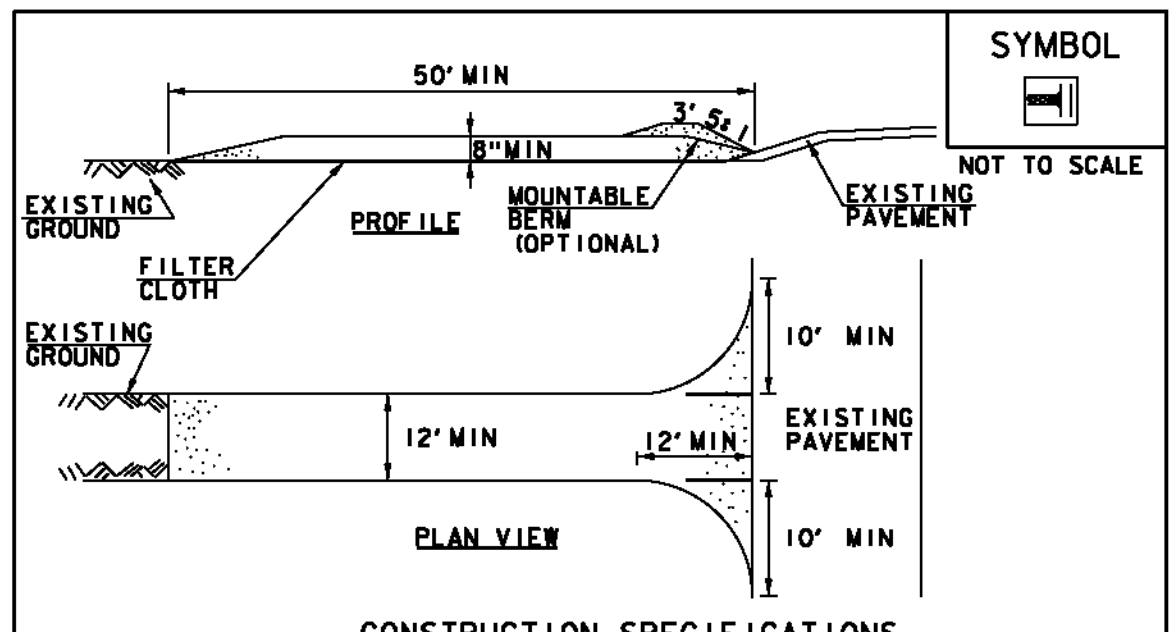 SYMBOL
NOT TO SCALE
50' MIN
3' 5:1
8" MIN
EXISTING
GROUND
PROFILE
MOUNTABLE
BERM
(OPTIONAL)
EXISTING
PAVEMENT
FILTER
CLOTH
EXISTING
GROUND
10' MIN
12' MIN
12' MIN
EXISTING
PAVEMENT
10' MIN
PLAN VIEW
CONSTRUCTION SPECIFICATIONS